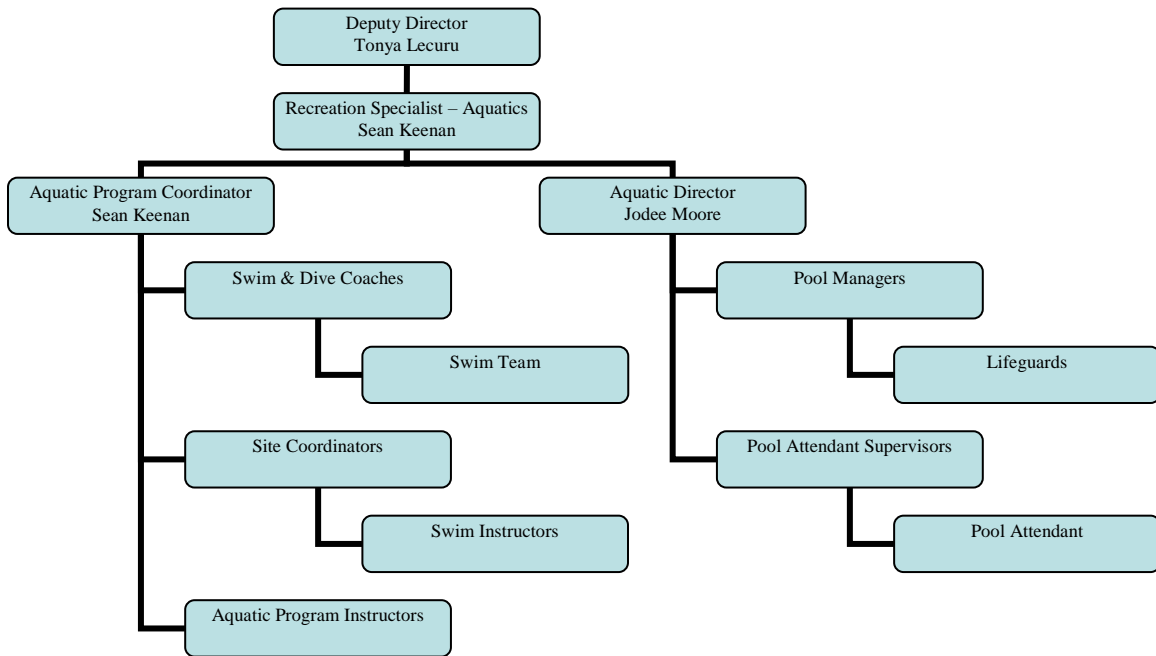 Deputy Director
Tonya Lecuru
Recreation Specialist – Aquatics
Sean Keenan
Aquatic Program Coordinator
Sean Keenan
Aquatic Director
Jodee Moore
Swim & Dive Coaches
Pool Managers
Swim Team
Lifeguards
Site Coordinators
Pool Attendant Supervisors
Swim Instructors
Pool Attendant
Aquatic Program Instructors